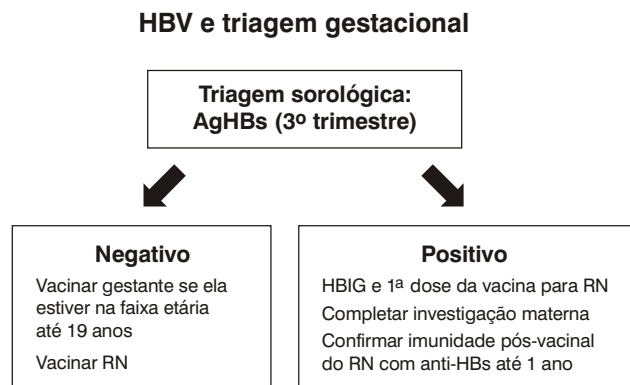 HBV e triagem gestacional
Triagem sorológica:
AgHBs (3º trimestre)
Negativo
Vacinar gestante se ela
estiver na faixa etária
até 19 anos
Vacinar RN
Positivo
HBIG e 1ª dose da vacina para RN
Completar investigação materna
Confirmar imunidade pós-vacinal
do RN com anti-HBs até 1 ano